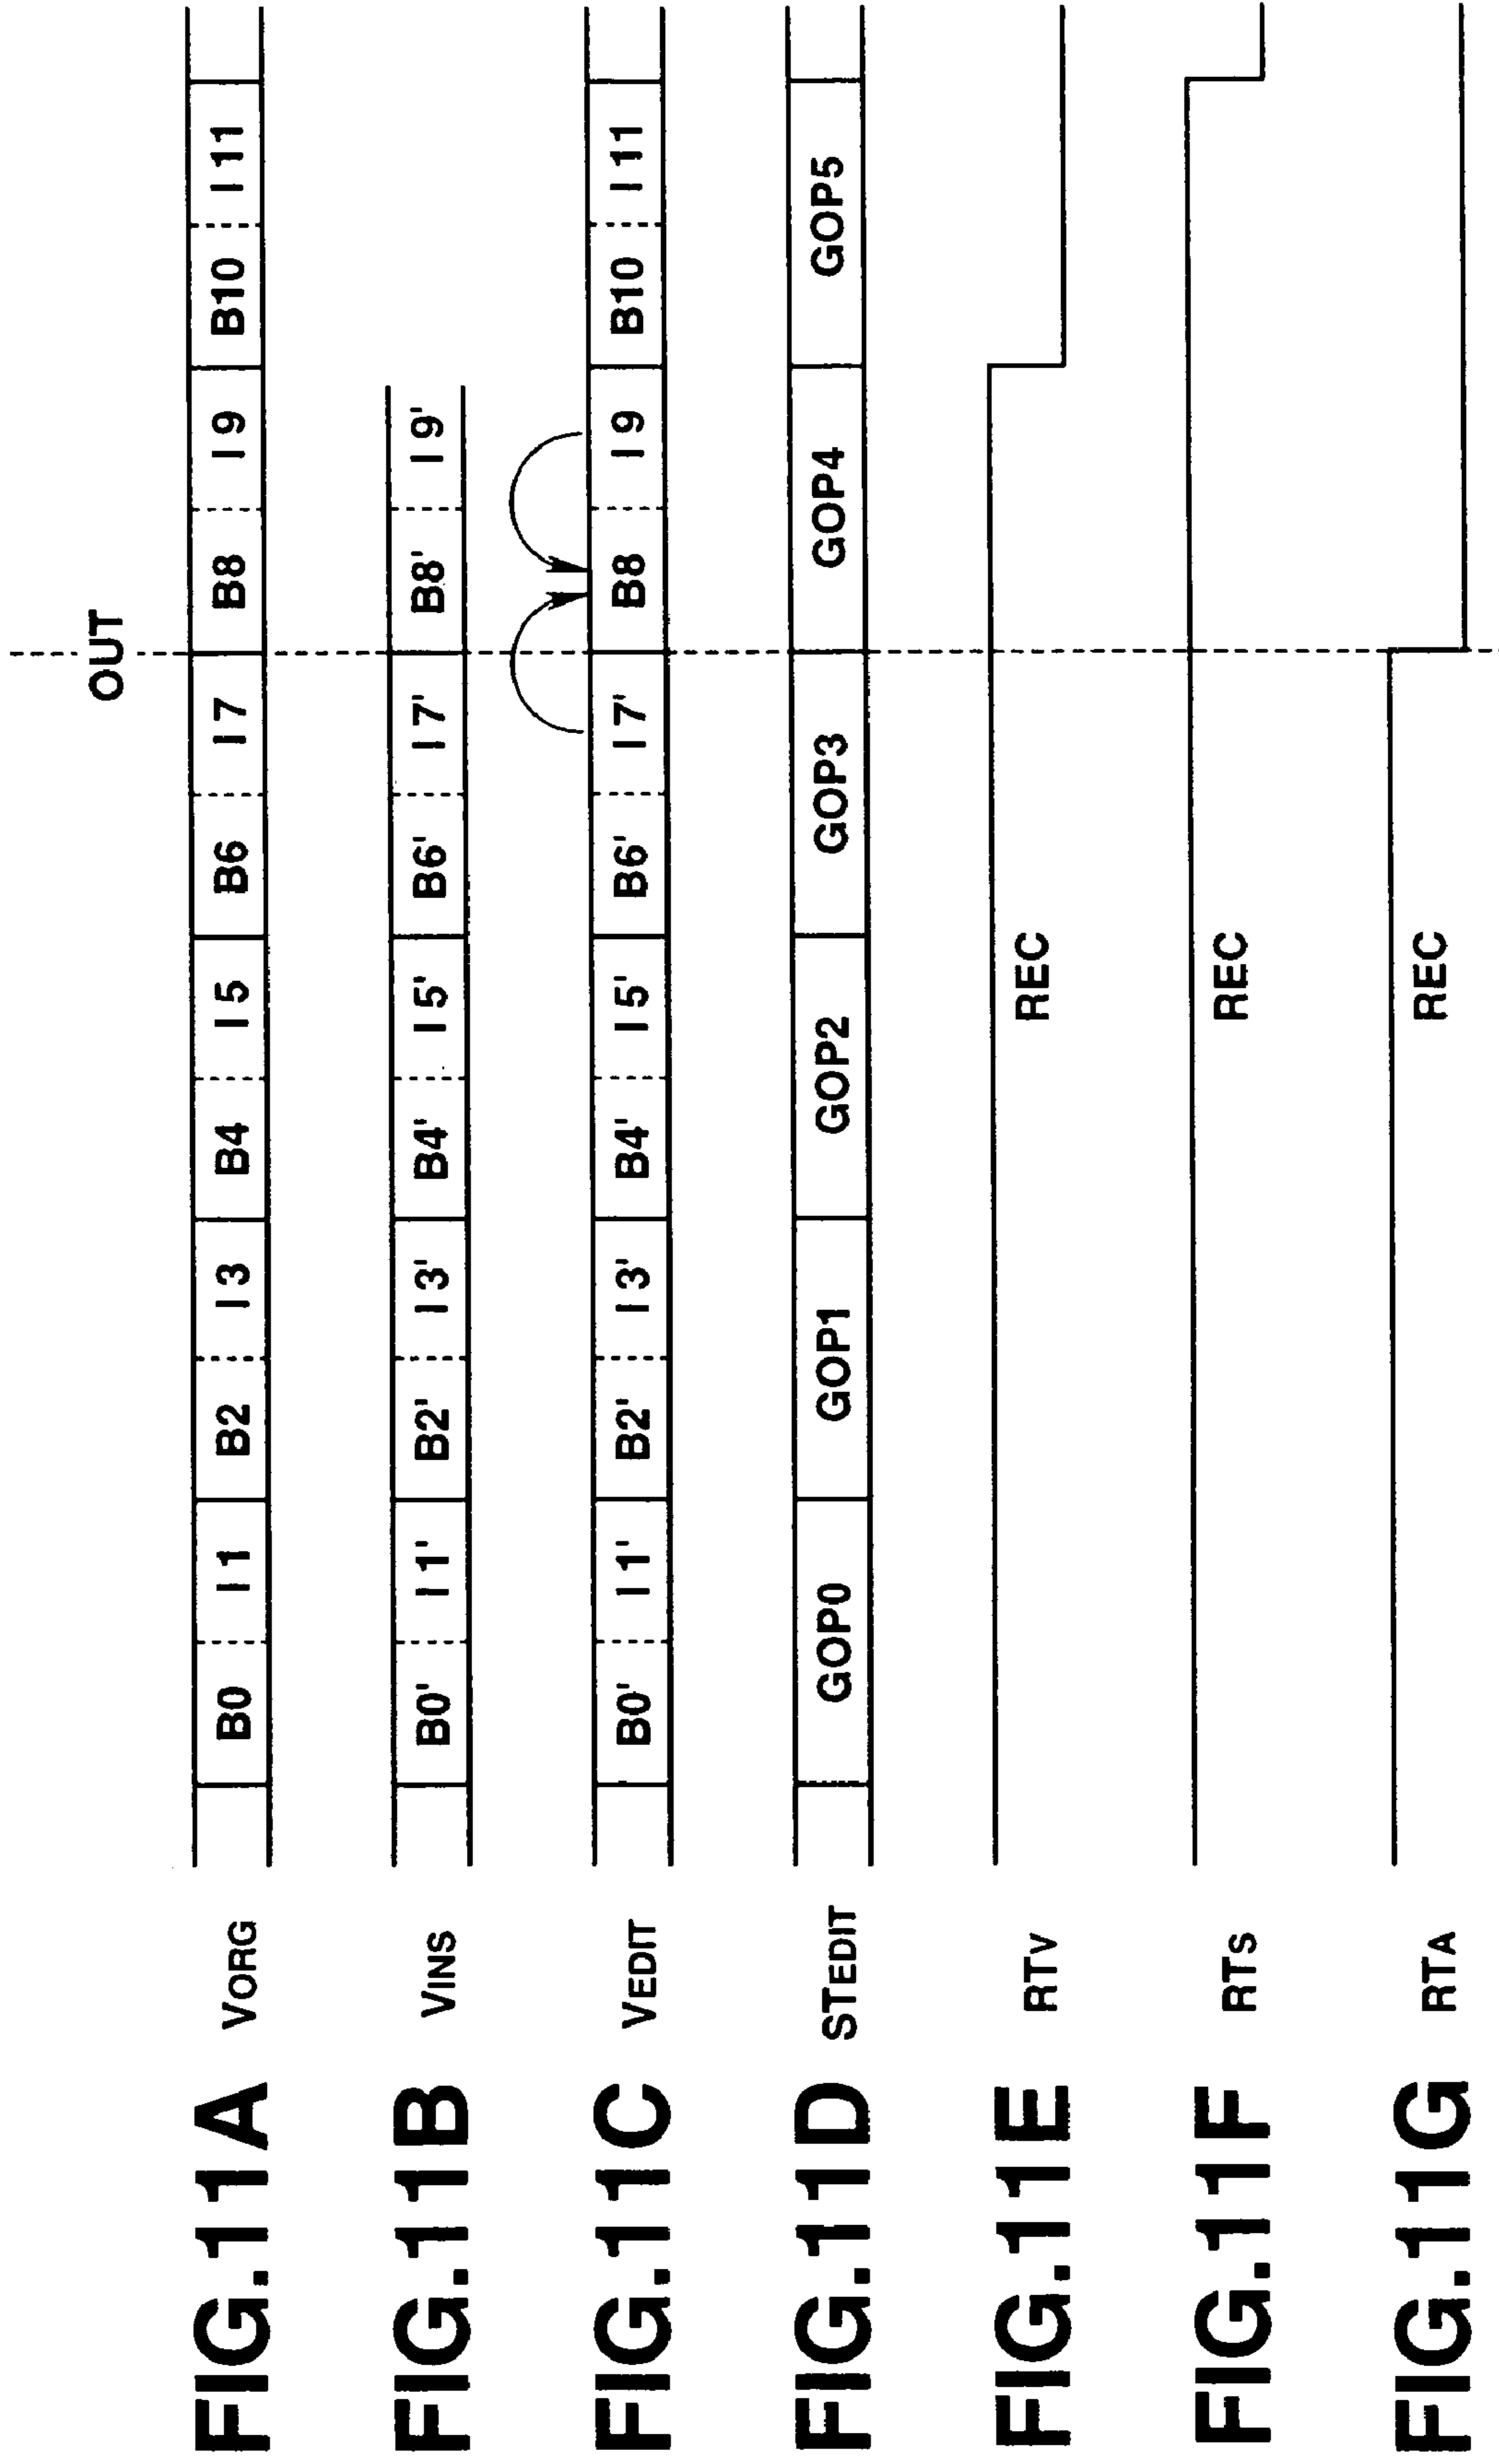 OUT
FIG.11A VORG B0 I1 B2 I3 B4 I5 B6 I7 B8 I9 B10 I11
FIG.11B VINS B0' I1' B2' I3' B4' I5' B6' I7' B8' I9'
FIG.11C VEDIT B0' I1' B2' I3' B4' I5' B6' I7' B8 I9 B10 I11
FIG.11D STEDIT GOP0 GOP1 GOP2 GOP3 GOP4 GOP5
FIG.11E RTV REC
FIG.11F RTS REC
FIG.11G RTA REC